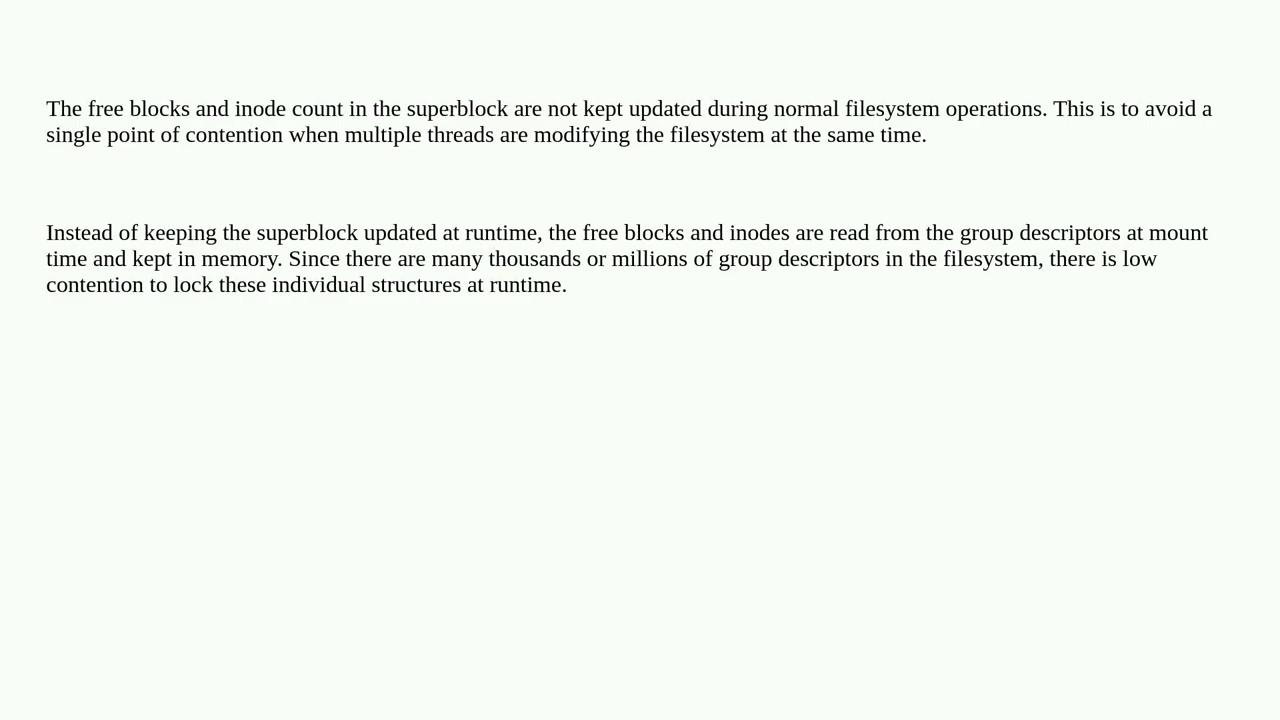 The free blocks and inode count in the superblock are not kept updated during normal filesystem operations. This is to avoid a
single point of contention when multiple threads are modifying the filesystem at the same time.
Instead of keeping the superblock updated at runtime, the free blocks and inodes are read from the group descriptors at mount
time and kept in memory. Since there are many thousands or millions of group descriptors in the filesystem, there is low
contention to lock these individual structures at runtime.